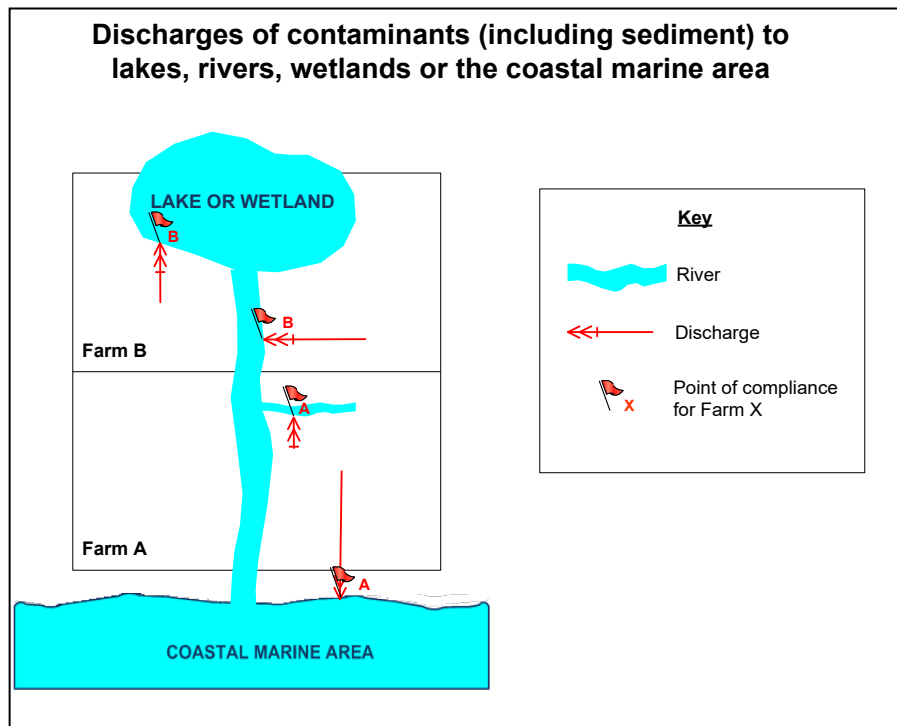 Discharges of contaminants (including sediment) to
lakes, rivers, wetlands or the coastal marine area
LAKE OR WETLAND
B
B
Farm B
A
Farm A
A
COASTAL MARINE AREA
Key
River
Discharge
X
Point of compliance
for Farm X